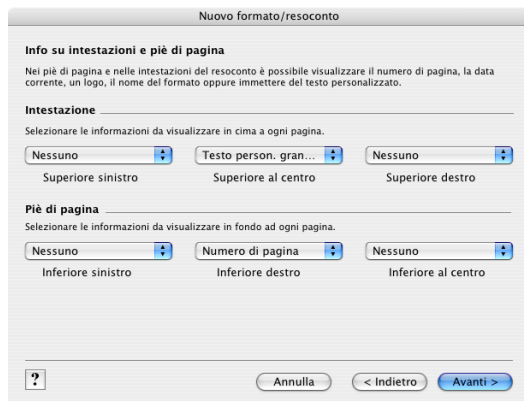 Nuovo formato/resoconto
Info su intestazioni e piè di pagina
Nei piè di pagina e nelle intestazioni del resoconto è possibile visualizzare il numero di pagina, la data
corrente, un logo, il nome del formato oppure immettere del testo personalizzato.
Intestazione
Selezionare le informazioni da visualizzare in cima a ogni pagina.
Nessuno Testo person. gran... Nessuno
Superiore sinistro Superiore al centro Superiore destro
Piè di pagina
Selezionare le informazioni da visualizzare in fondo ad ogni pagina.
Nessuno Numero di pagina Nessuno
Inferiore sinistro Inferiore destro Inferiore al centro
? Annulla < Indietro Avanti >